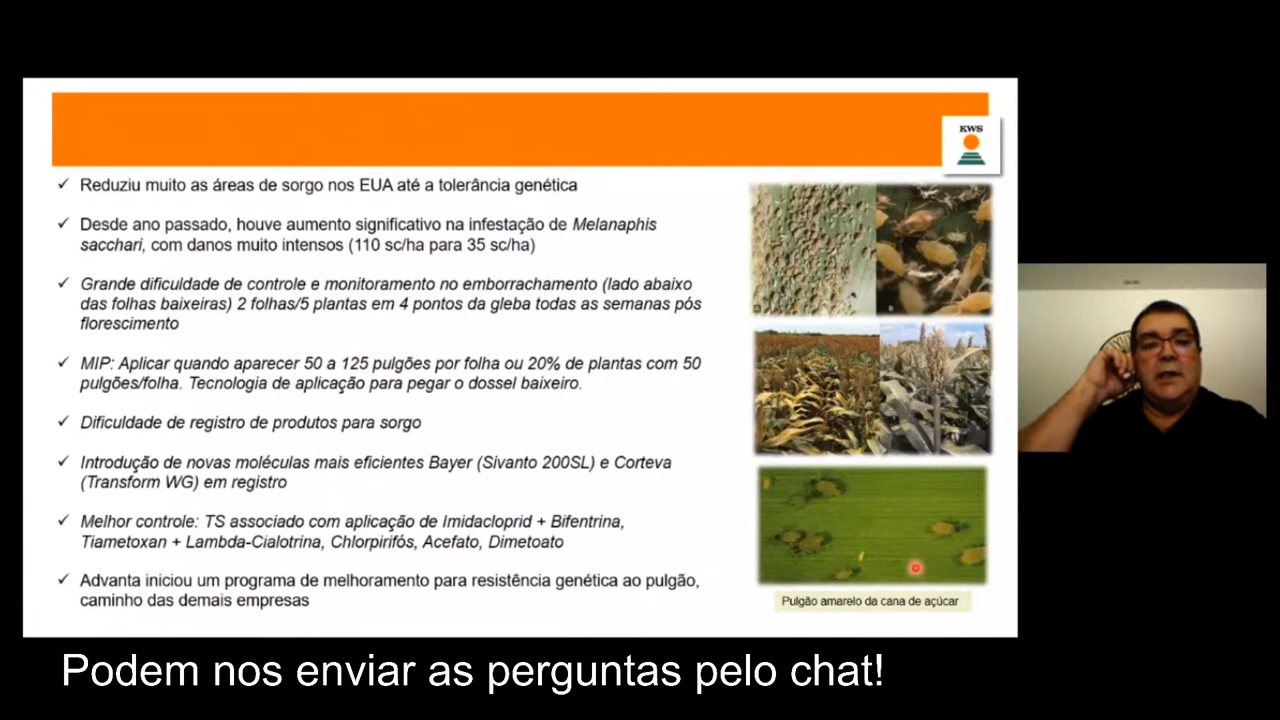 KWS
✓ Reduziu muito as áreas de sorgo nos EUA até a tolerância genética
✓ Desde ano passado, houve aumento significativo na infestação de Melanaphis
sacchari, com danos muito intensos (110 sc/ha para 35 sc/ha)
✓ Grande dificuldade de controle e monitoramento no emborrachamento (lado abaixo
das folhas baixeiras) 2 folhas/5 plantas em 4 pontos da gleba todas as semanas pós
florescimento
✓ MIP: Aplicar quando aparecer 50 a 125 pulgões por folha ou 20% de plantas com 50
pulgões/folha. Tecnologia de aplicação para pegar o dossel baixeiro.
✓ Dificuldade de registro de produtos para sorgo
✓ Introdução de novas moléculas mais eficientes Bayer (Sivanto 200SL) e Corteva
(Transform WG) em registro
✓ Melhor controle: TS associado com aplicação de Imidacloprid + Bifentrina,
Tiametoxan + Lambda-Cialotrina, Chlorpirifós, Acefato, Dimetoato
✓ Advanta iniciou um programa de melhoramento para resistência genética ao pulgão,
caminho das demais empresas
Pulgão amarelo da cana de açúcar
Podem nos enviar as perguntas pelo chat!